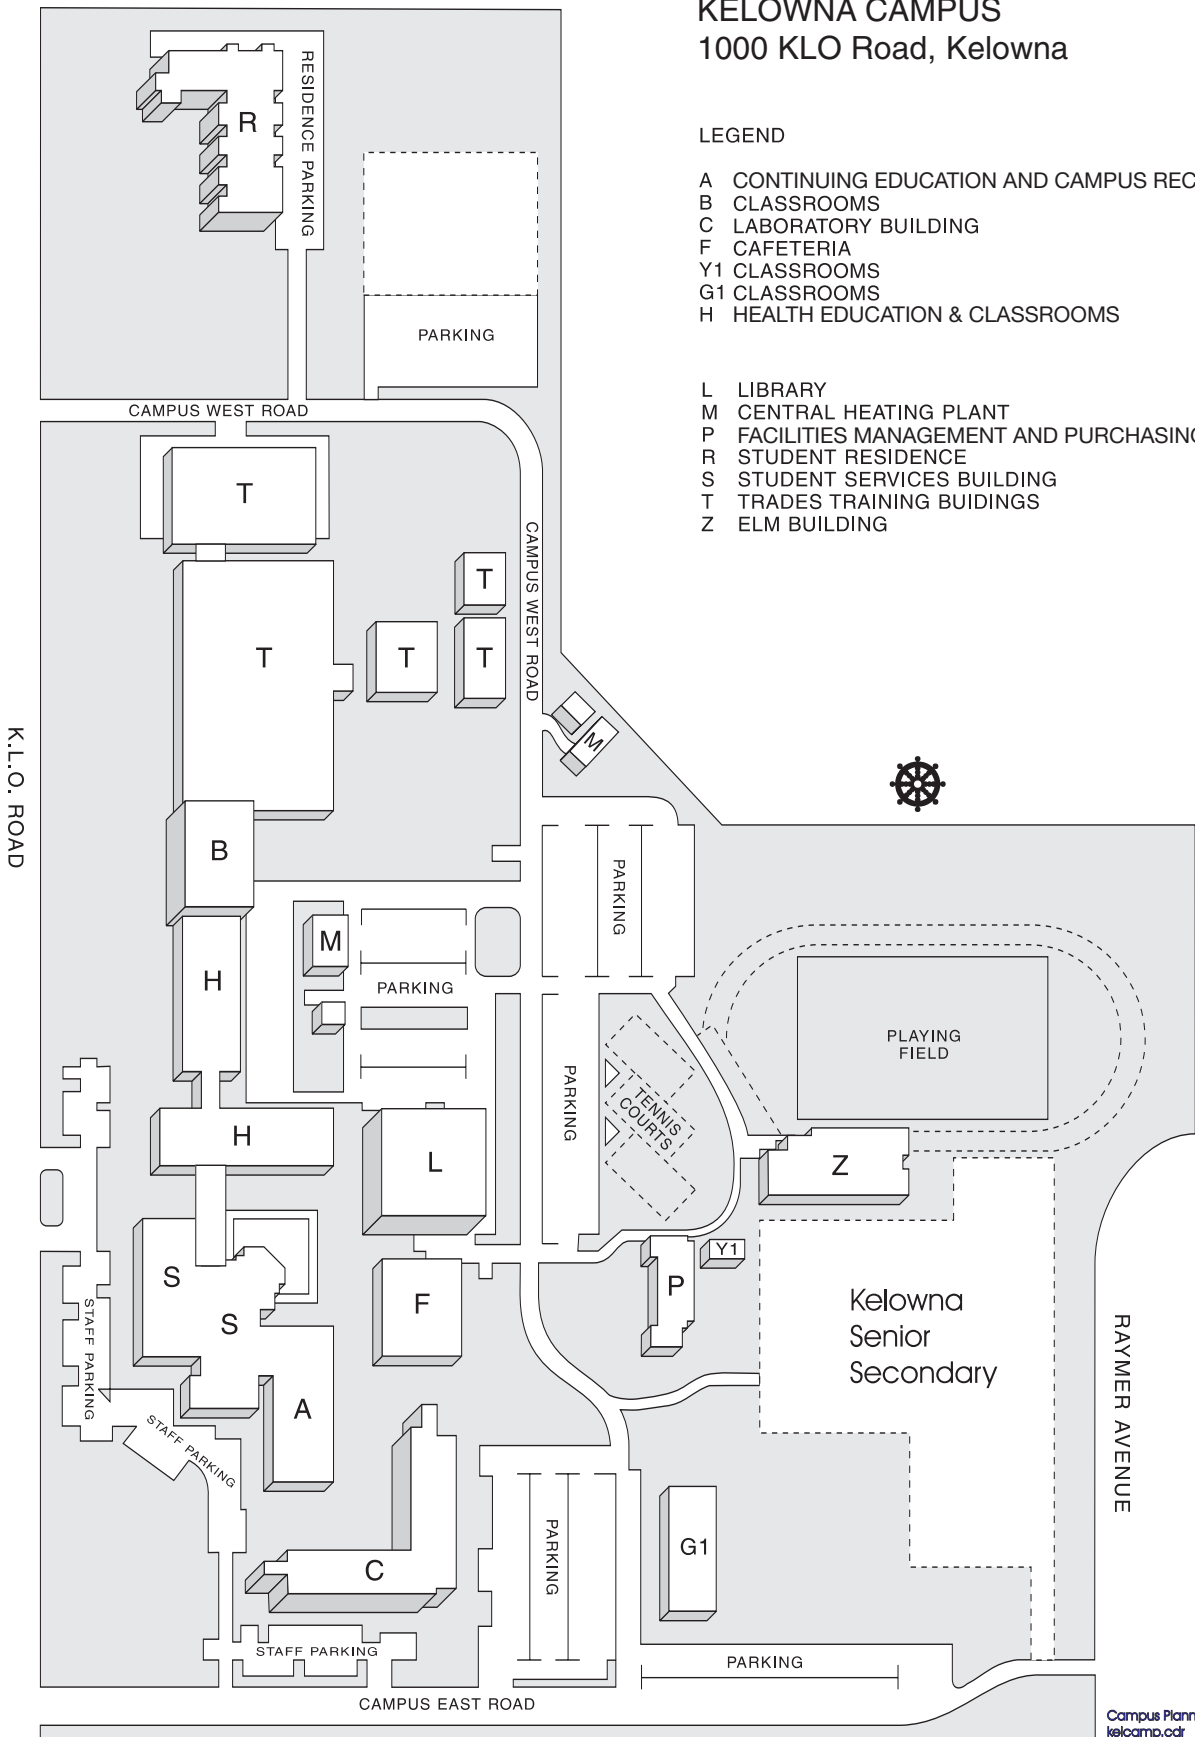 KELOWNA CAMPUS
1000 KLO Road, Kelowna
LEGEND
A CONTINUING EDUCATION AND CAMPUS REC
B CLASSROOMS
C LABORATORY BUILDING
F CAFETERIA
Y1 CLASSROOMS
G1 CLASSROOMS
H HEALTH EDUCATION & CLASSROOMS
L LIBRARY
M CENTRAL HEATING PLANT
P FACILITIES MANAGEMENT AND PURCHASING
R STUDENT RESIDENCE
S STUDENT SERVICES BUILDING
T TRADES TRAINING BUIDINGS
Z ELM BUILDING
RESIDENCE PARKING
R
PARKING
CAMPUS WEST ROAD
T
CAMPUS WEST ROAD
T
T
T
T
M
K.L.O. ROAD
B
PARKING
M
H
PARKING
PLAYING
FIELD
PARKING
TENNIS
COURTS
H
L
Z
Y1
S
P
F
S
Kelowna
Senior
Secondary
STAFF PARKING
A
STAFF PARKING
RAYMER AVENUE
PARKING
G1
C
STAFF PARKING
PARKING
CAMPUS EAST ROAD
Campus Plann
kelcamp.cdr